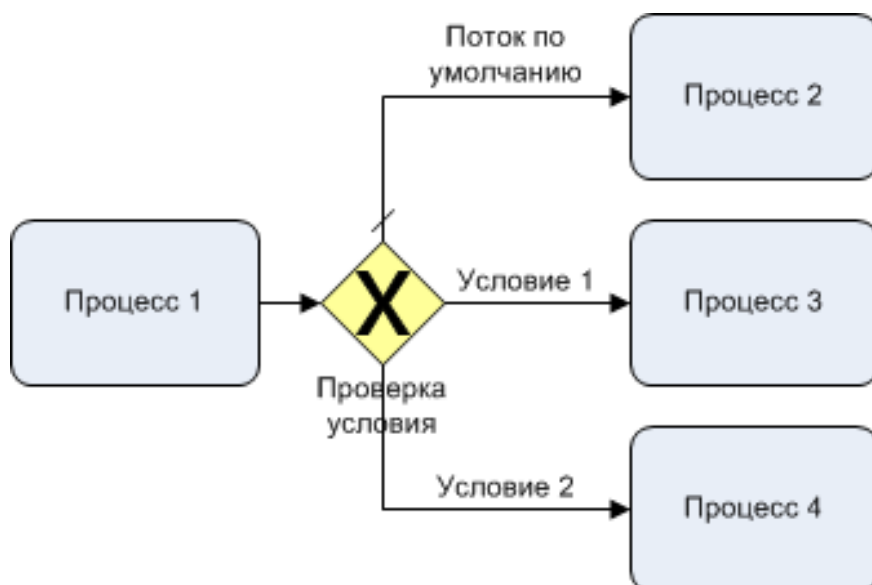 Поток по
умолчанию
Процесс 2
Процесс 1
X
Условие 1
Процесс 3
Проверка
условия
Условие 2
Процесс 4